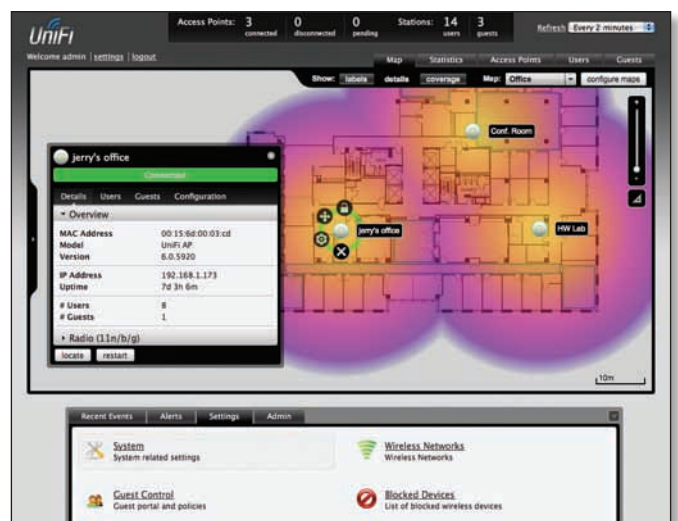 UniFi
Access Points: 3 connected 0 disconnected 0 pending Stations: 14 users 3 guests
Refresh Every 2 minutes
Welcome admin | settings | logout
Map Statistics Access Points Users Guests
Show: labels details coverage Map: Office configure maps
Conf. Room
jerry's office
Connected
Details Users Guests Configuration
Overview
MAC Address 00:15:6d:00:03:cd
Model UniFi AP
Version 6.0.5920
IP Address 192.168.1.173
Uptime 7d 3h 6m
# Users 8
# Guests 1
Radio (11n/b/g)
locate restart
jerry's office
HW Lab
10m
Recent Events Alerts Settings Admin
System
System related settings
Wireless Networks
Wireless Networks
Guest Control
Guest portal and policies
Blocked Devices
List of blocked wireless devices